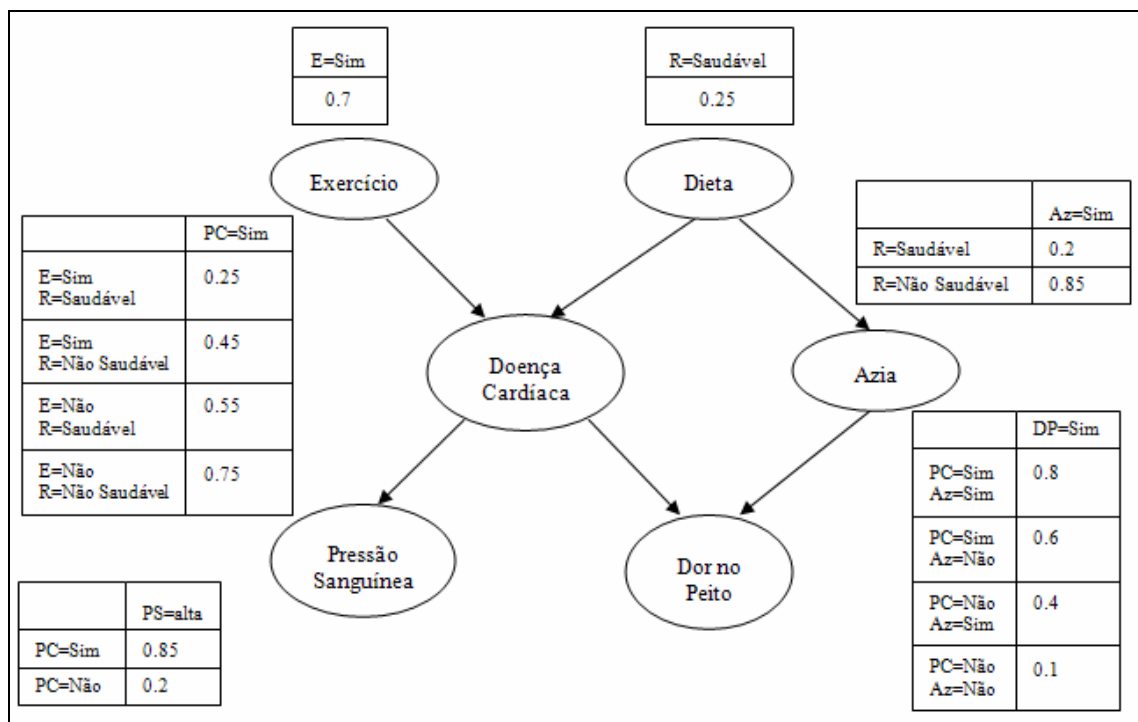 E=Sim
0.7
R=Saudável
0.25
Exercício
Dieta
Az=Sim
R=Saudável 0.2
R=Não Saudável 0.85
PC=Sim
E=Sim
R=Saudável
0.25
E=Sim
R=Não Saudável
0.45
E=Não
R=Saudável
0.55
E=Não
R=Não Saudável
0.75
Doença
Cardíaca
Azia
DP=Sim
PC=Sim
Az=Sim
0.8
PC=Sim
Az=Não
0.6
PC=Não
Az=Sim
0.4
PC=Não
Az=Não
0.1
Pressão
Sanguínea
Dor no
Peito
PS=alta
PC=Sim 0.85
PC=Não 0.2